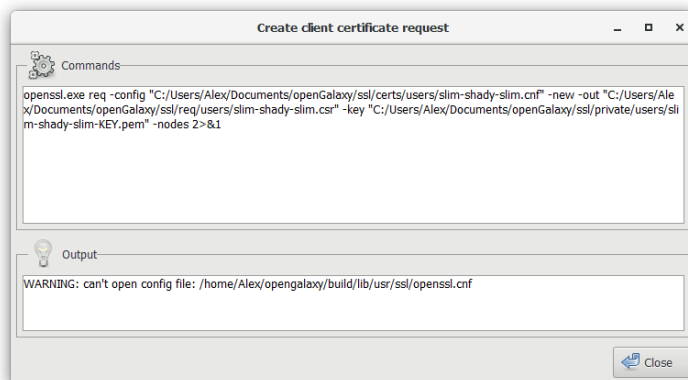 Create client certificate request
Commands
openssl.exe req -config "C:/Users/Alex/Documents/openGalaxy/ssl/certs/users/slim-shady-slim.cnf" -new -out "C:/Users/Ale
x/Documents/openGalaxy/ssl/req/users/slim-shady-slim.csr" -key "C:/Users/Alex/Documents/openGalaxy/ssl/private/users/sli
m-shady-slim-KEY.pem" -nodes 2>&1
Output
WARNING: can't open config file: /home/Alex/opengalaxy/build/lib/usr/ssl/openssl.cnf
Close